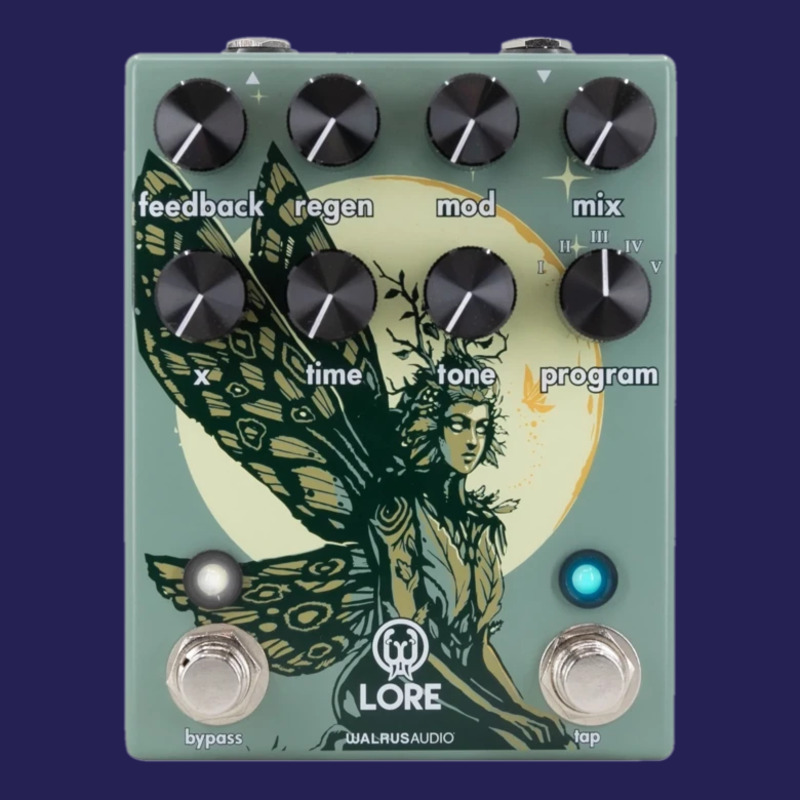 feedback regen mod mix
I II III IV V
x time tone program
LORE
bypass WALRUSAUDIO tap